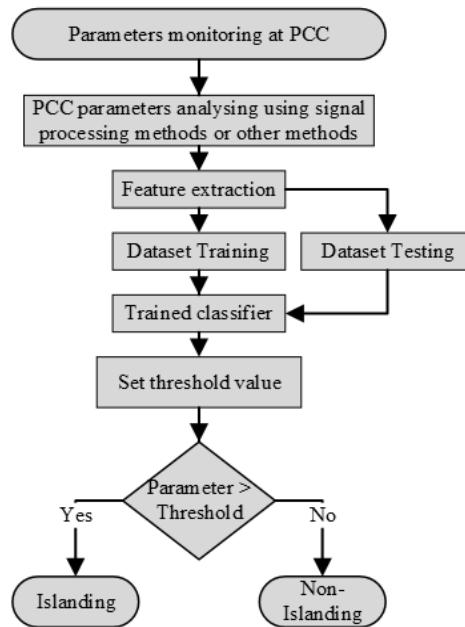 Parameters monitoring at PCC
PCC parameters analysing using signal
processing methods or other methods
Feature extraction
Dataset Training
Dataset Testing
Trained classifier
Set threshold value
Parameter >
Threshold
Yes
No
Islanding
Non-
Islanding